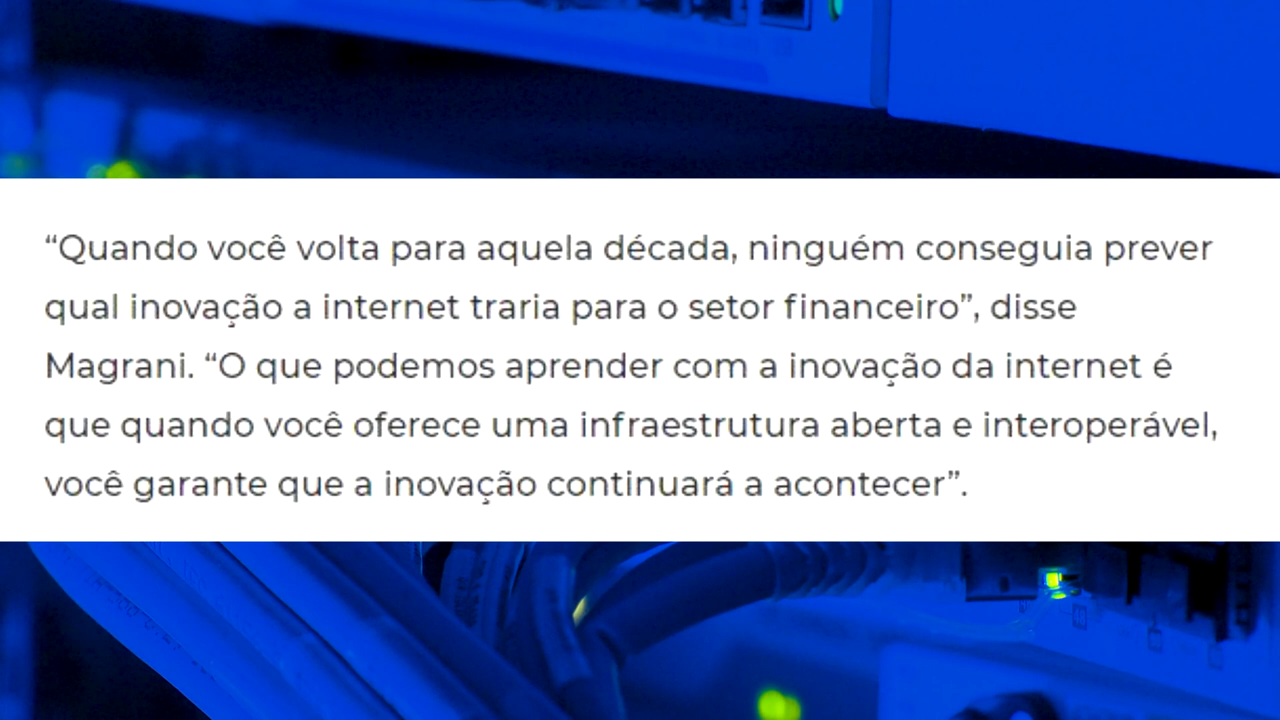 “Quando você volta para aquela década, ninguém conseguia prever
qual inovação a internet traria para o setor financeiro”, disse
Magrani. “O que podemos aprender com a inovação da internet é
que quando você oferece uma infraestrutura aberta e interoperável,
você garante que a inovação continuará a acontecer”.